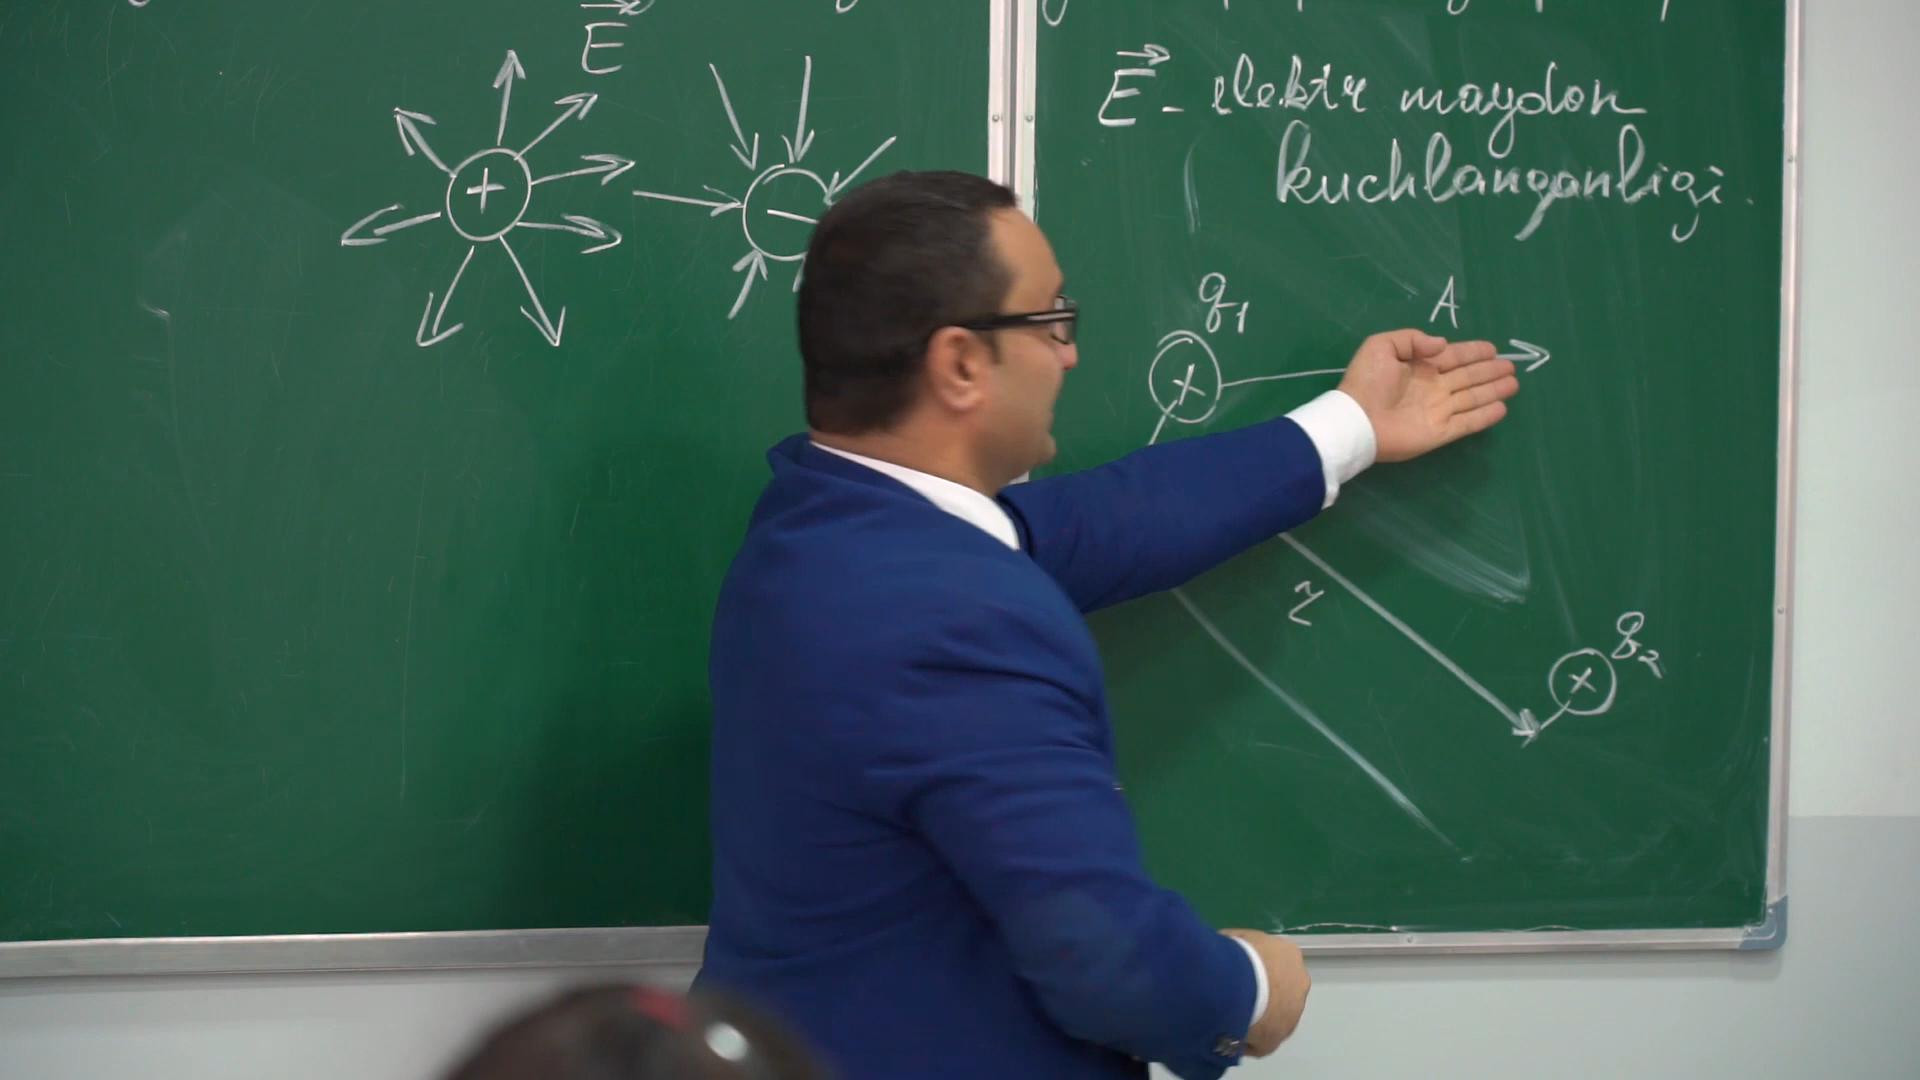 E
+
−
E - elektr maydon
kuchlanganligi.
q1
A
+
r
q2
+